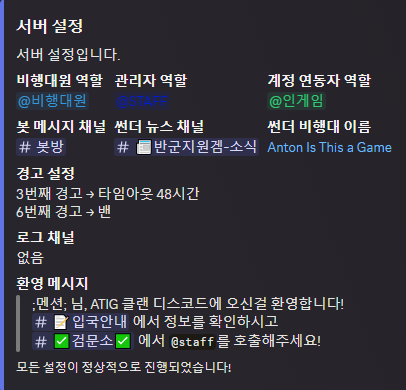 서버 설정
서버 설정입니다.
비행대원 역할 관리자 역할 계정 연동자 역할
@비행대원 @STAFF @인게임
봇 메시지 채널 썬더 뉴스 채널 썬더 비행대 이름
# 봇방 # 📰반군지원겜-소식 Anton Is This a Game
경고 설정
3번째 경고 → 타임아웃 48시간
6번째 경고 → 밴
로그 채널
없음
환영 메시지
;멘션; 님, ATIG 클랜 디스코드에 오신걸 환영합니다!
# 📝입국안내 에서 정보를 확인하시고
# ✅검문소✅ 에서 @staff 를 호출해주세요!
모든 설정이 정상적으로 진행되었습니다!